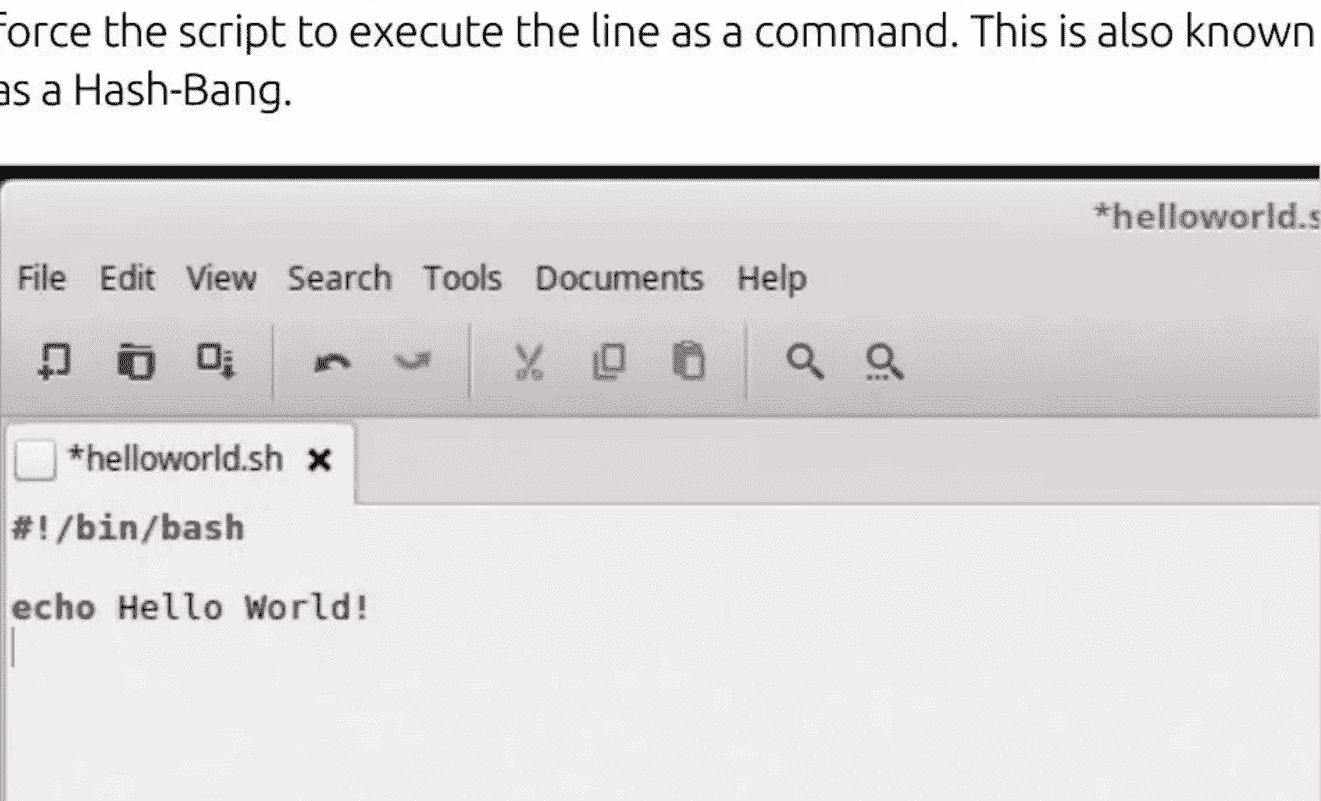 force the script to execute the line as a command. This is also known
as a Hash-Bang.
*helloworld.s
File Edit View Search Tools Documents Help
*helloworld.sh
#!/bin/bash
echo Hello World!